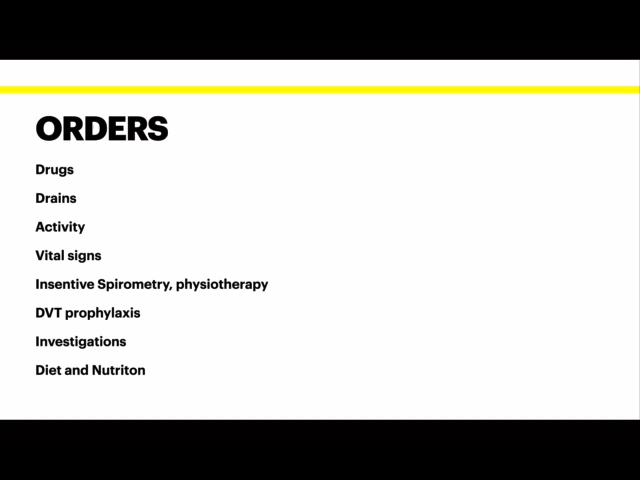 ORDERS
Drugs
Drains
Activity
Vital signs
Insentive Spirometry, physiotherapy
DVT prophylaxis
Investigations
Diet and Nutriton